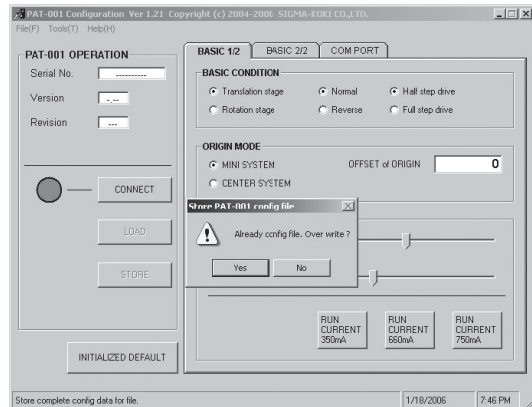 PAT-001 Configuration Ver 1.21 Copyright (c) 2004-2006 SIGMA-KOKI CO.,LTD.
File(F) Tools(T) Help(H)
PAT-001 OPERATION
Serial No. ----------
Version -.--
Revision ---
CONNECT
LOAD
STORE
INITIALIZED DEFAULT
BASIC 1/2 BASIC 2/2 COM PORT
BASIC CONDITION
Translation stage Normal Half step drive
Rotation stage Reverse Full step drive
ORIGIN MODE
MINI SYSTEM OFFSET of ORIGIN 0
CENTER SYSTEM
Store PAT-001 config file
Already config file. Over write ?
Yes No
RUN CURRENT 350mA
RUN CURRENT 660mA
RUN CURRENT 750mA
Store complete config data for file. 1/18/2006 7:46 PM